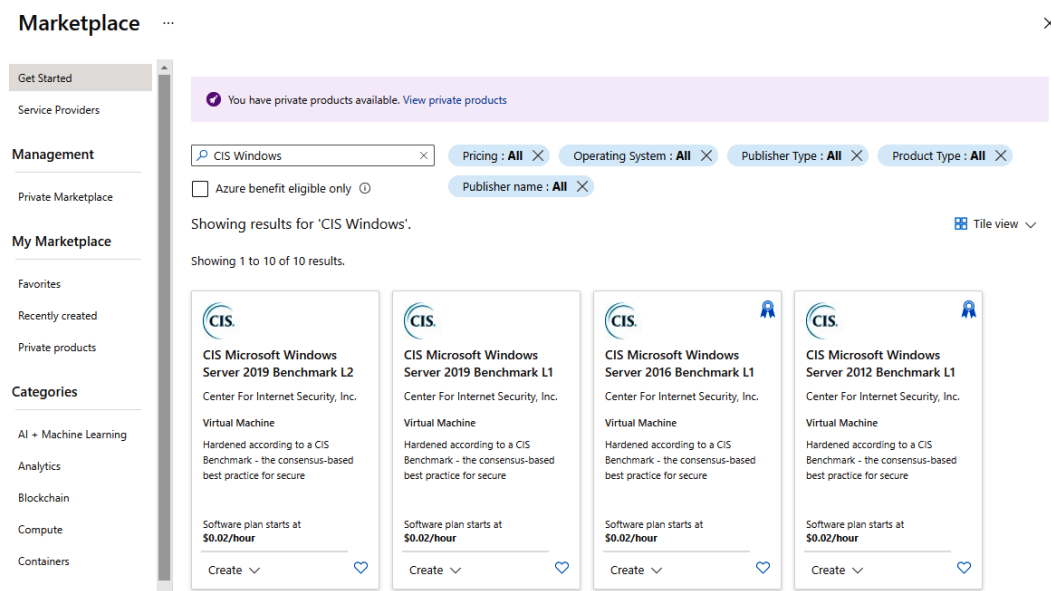 Marketplace ...
Get Started
Service Providers
Management
Private Marketplace
My Marketplace
Favorites
Recently created
Private products
Categories
AI + Machine Learning
Analytics
Blockchain
Compute
Containers
You have private products available. View private products
CIS Windows
Pricing : All
Operating System : All
Publisher Type : All
Product Type : All
Azure benefit eligible only
Publisher name : All
Showing results for 'CIS Windows'.
Tile view
Showing 1 to 10 of 10 results.
CIS.
CIS Microsoft Windows
Server 2019 Benchmark L2
Center For Internet Security, Inc.
Virtual Machine
Hardened according to a CIS
Benchmark - the consensus-based
best practice for secure
Software plan starts at
$0.02/hour
Create
CIS.
CIS Microsoft Windows
Server 2019 Benchmark L1
Center For Internet Security, Inc.
Virtual Machine
Hardened according to a CIS
Benchmark - the consensus-based
best practice for secure
Software plan starts at
$0.02/hour
Create
CIS.
CIS Microsoft Windows
Server 2016 Benchmark L1
Center For Internet Security, Inc.
Virtual Machine
Hardened according to a CIS
Benchmark - the consensus-based
best practice for secure
Software plan starts at
$0.02/hour
Create
CIS.
CIS Microsoft Windows
Server 2012 Benchmark L1
Center For Internet Security, Inc.
Virtual Machine
Hardened according to a CIS
Benchmark - the consensus-based
best practice for secure
Software plan starts at
$0.02/hour
Create